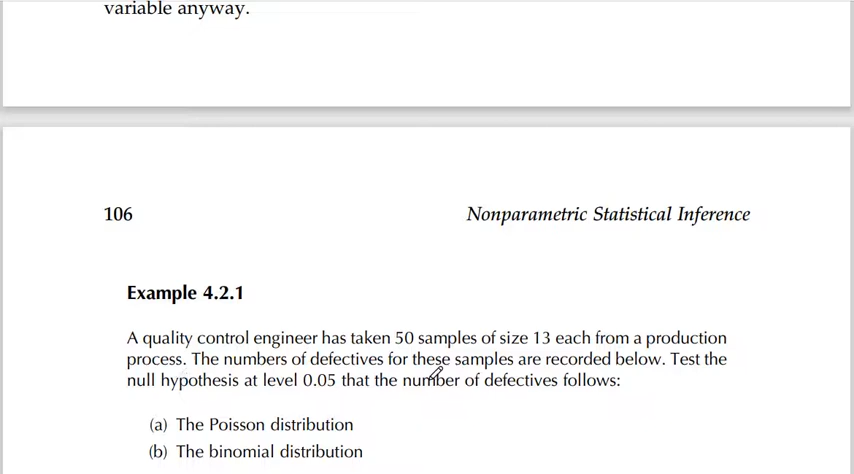 variable anyway.
106
Nonparametric Statistical Inference
Example 4.2.1
A quality control engineer has taken 50 samples of size 13 each from a production
process. The numbers of defectives for these samples are recorded below. Test the
null hypothesis at level 0.05 that the number of defectives follows:
(a) The Poisson distribution
(b) The binomial distribution